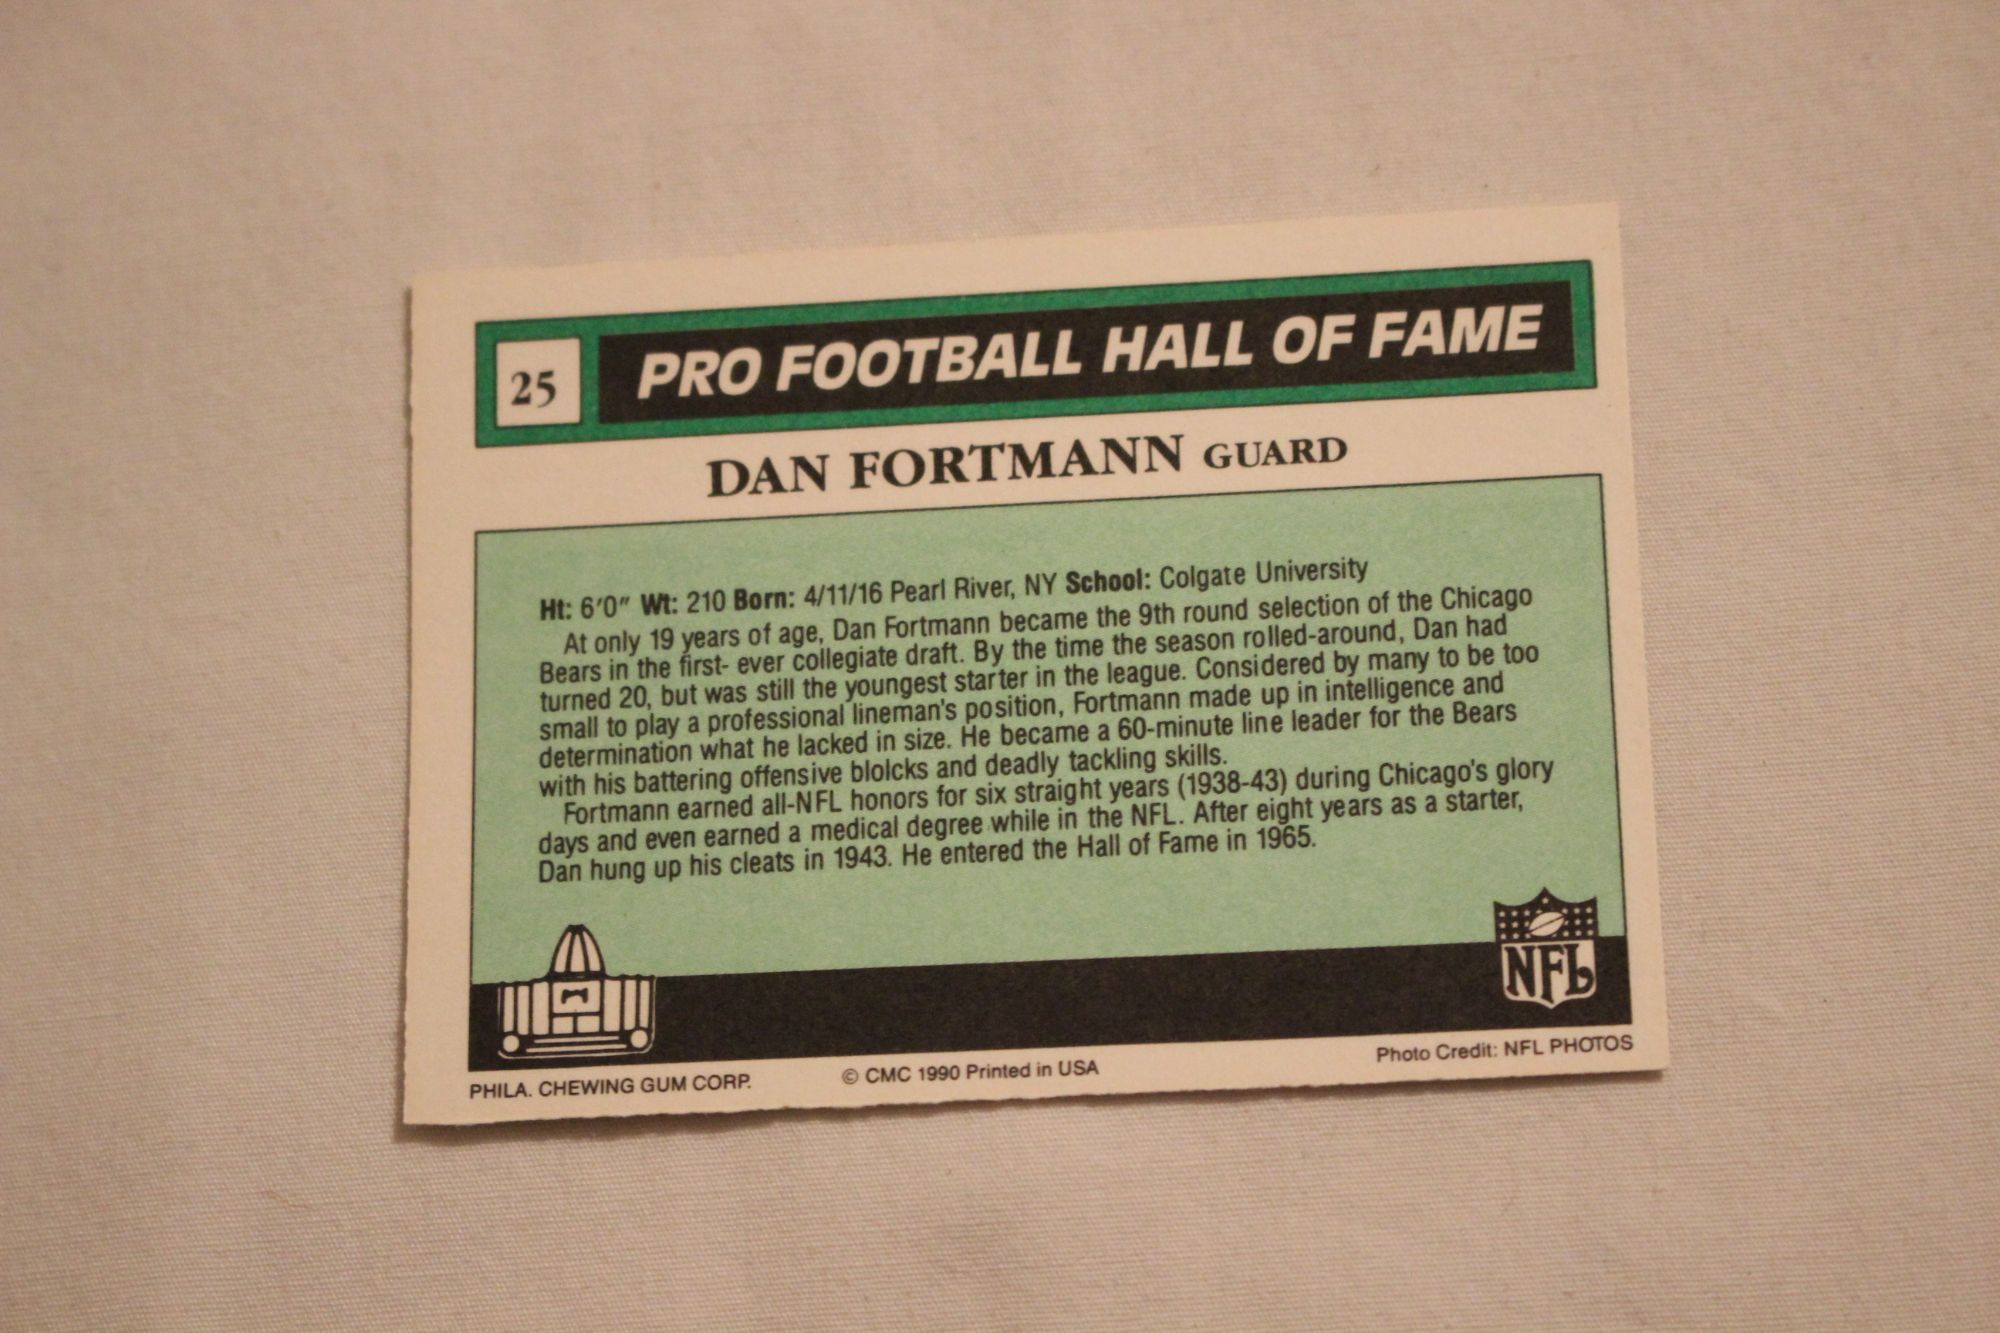 25
PRO FOOTBALL HALL OF FAME
DAN FORTMANN GUARD
Ht: 6'0" Wt: 210 Born: 4/11/16 Pearl River, NY School: Colgate University
At only 19 years of age, Dan Fortmann became the 9th round selection of the Chicago
Bears in the first- ever collegiate draft. By the time the season rolled-around, Dan had
turned 20, but was still the youngest starter in the league. Considered by many to be too
small to play a professional lineman's position, Fortmann made up in intelligence and
determination what he lacked in size. He became a 60-minute line leader for the Bears
with his battering offensive blolcks and deadly tackling skills.
Fortmann earned all-NFL honors for six straight years (1938-43) during Chicago's glory
days and even earned a medical degree while in the NFL. After eight years as a starter,
Dan hung up his cleats in 1943. He entered the Hall of Fame in 1965.
NFL
PHILA. CHEWING GUM CORP.
© CMC 1990 Printed in USA
Photo Credit: NFL PHOTOS